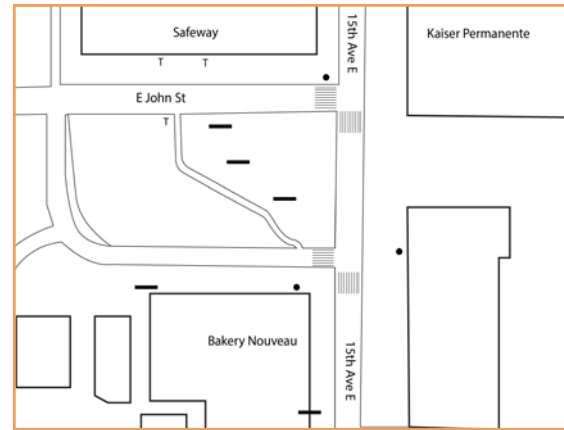 Safeway
15th Ave E
Kaiser Permanente
T T
E John St
T
Bakery Nouveau
15th Ave E